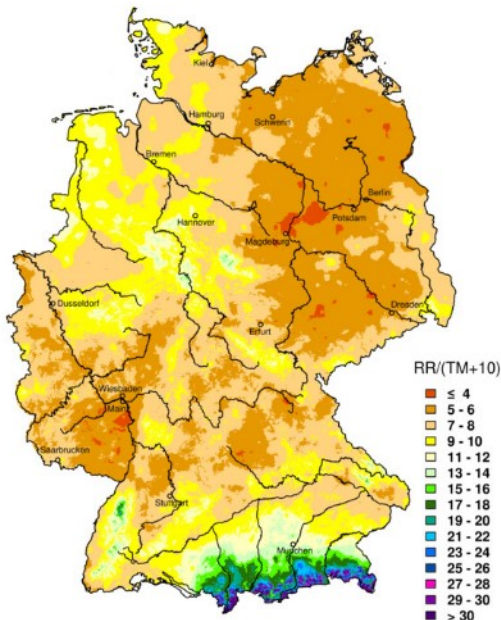 Kiel
Hamburg
Schwerin
Bremen
Berlin
Hannover
Potsdam
Magdeburg
Dusseldorf
Dresden
Erfurt
Wiesbaden
Mainz
Saarbrucken
Stuttgart
Munchen
RR/(TM+10)
≤ 4
5 - 6
7 - 8
9 - 10
11 - 12
13 - 14
15 - 16
17 - 18
19 - 20
21 - 22
23 - 24
25 - 26
27 - 28
29 - 30
> 30